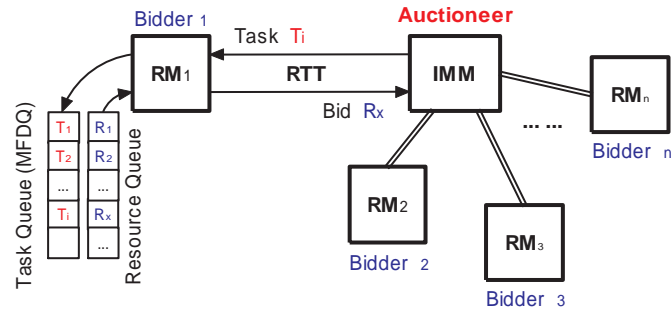 Bidder 1
Auctioneer
Task Ti
RM1
RTT
IMM
RMn
Bid Rx
... ...
Bidder n
Task Queue (MFDQ)
T1
T2
...
Ti
R1
R2
...
Rx
...
Resource Queue
RM2
RM3
Bidder 2
Bidder 3